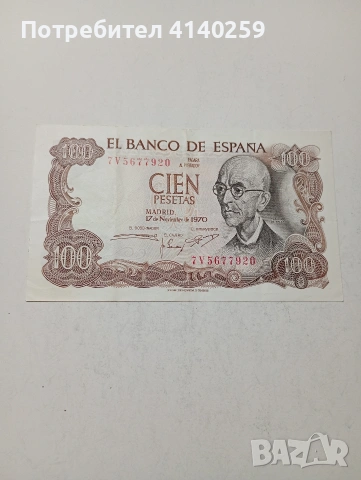 Потребител 4140259
EL BANCO DE ESPAÑA
7V5677920
100
100
CIEN
PESETAS
MADRID,
17 de Noviembre de 1970
7V5677920
100
100
BAZAR